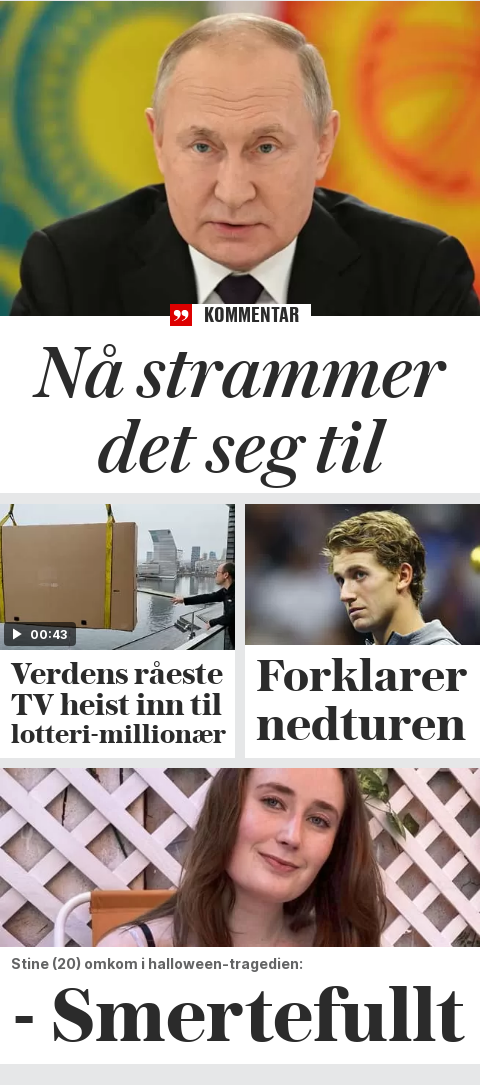 KOMMENTAR
Nå strammer
det seg til
00:43
Verdens råeste
TV heist inn til
lotteri-millionær
Forklarer
nedturen
Stine (20) omkom i halloween-tragedien:
- Smertefullt